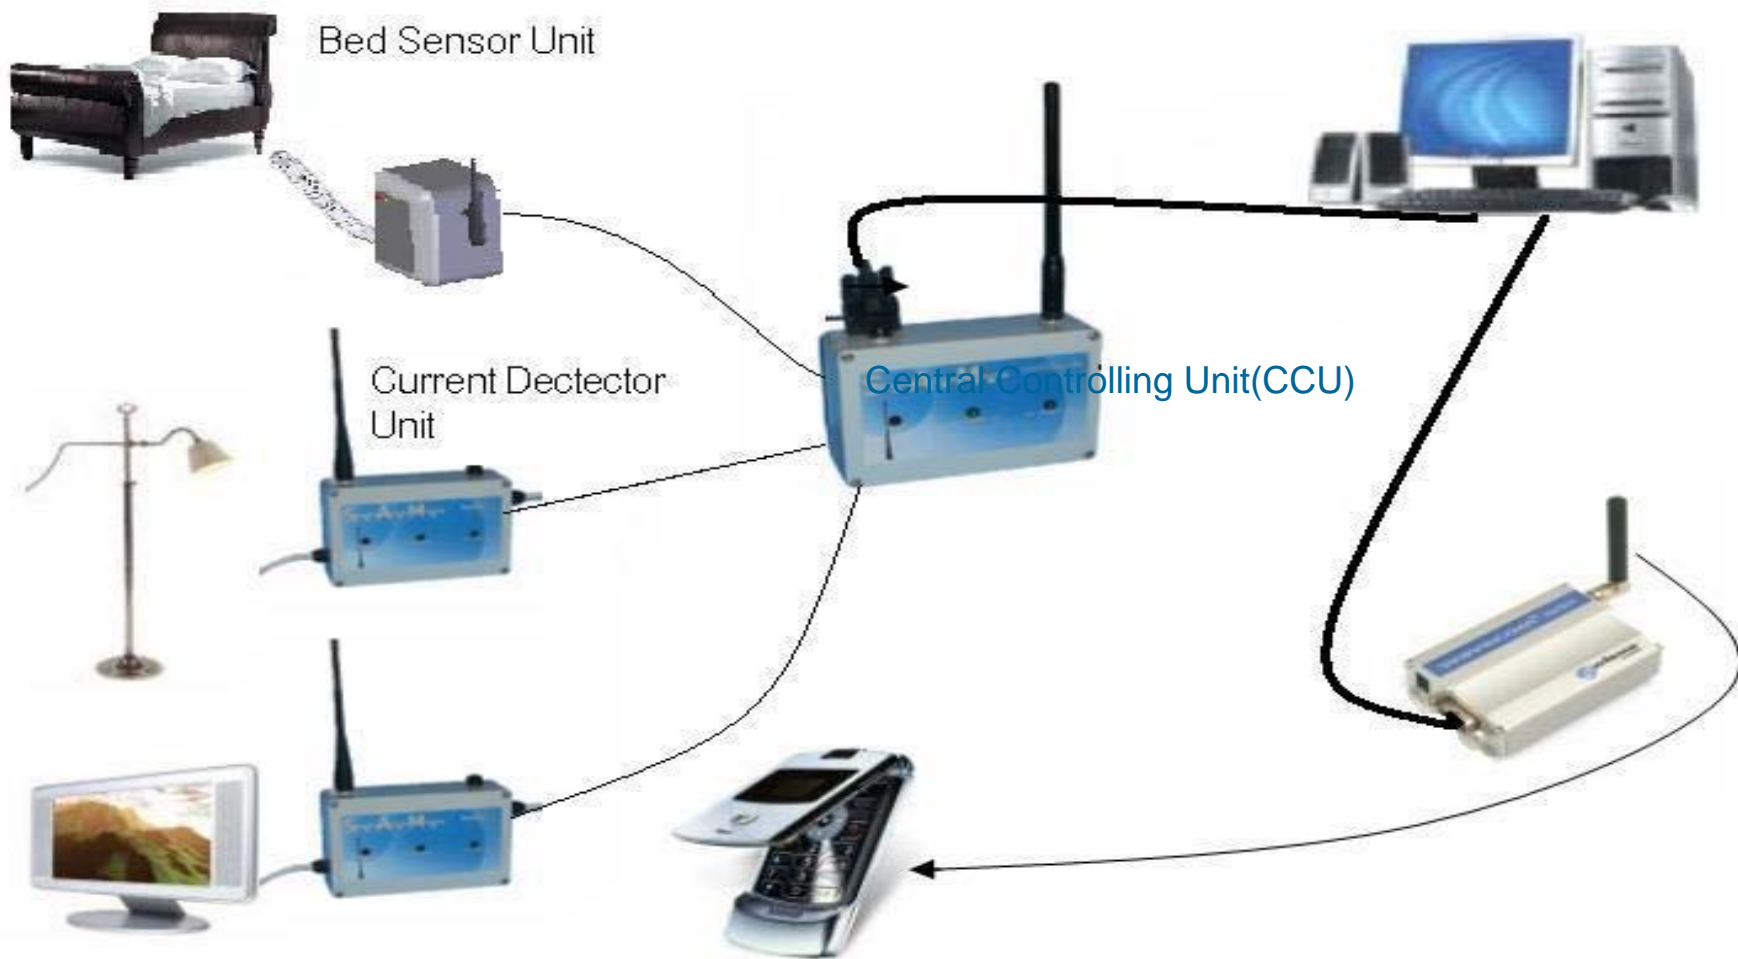 Bed Sensor Unit
Current Dectector
Unit
Central Controlling Unit(CCU)